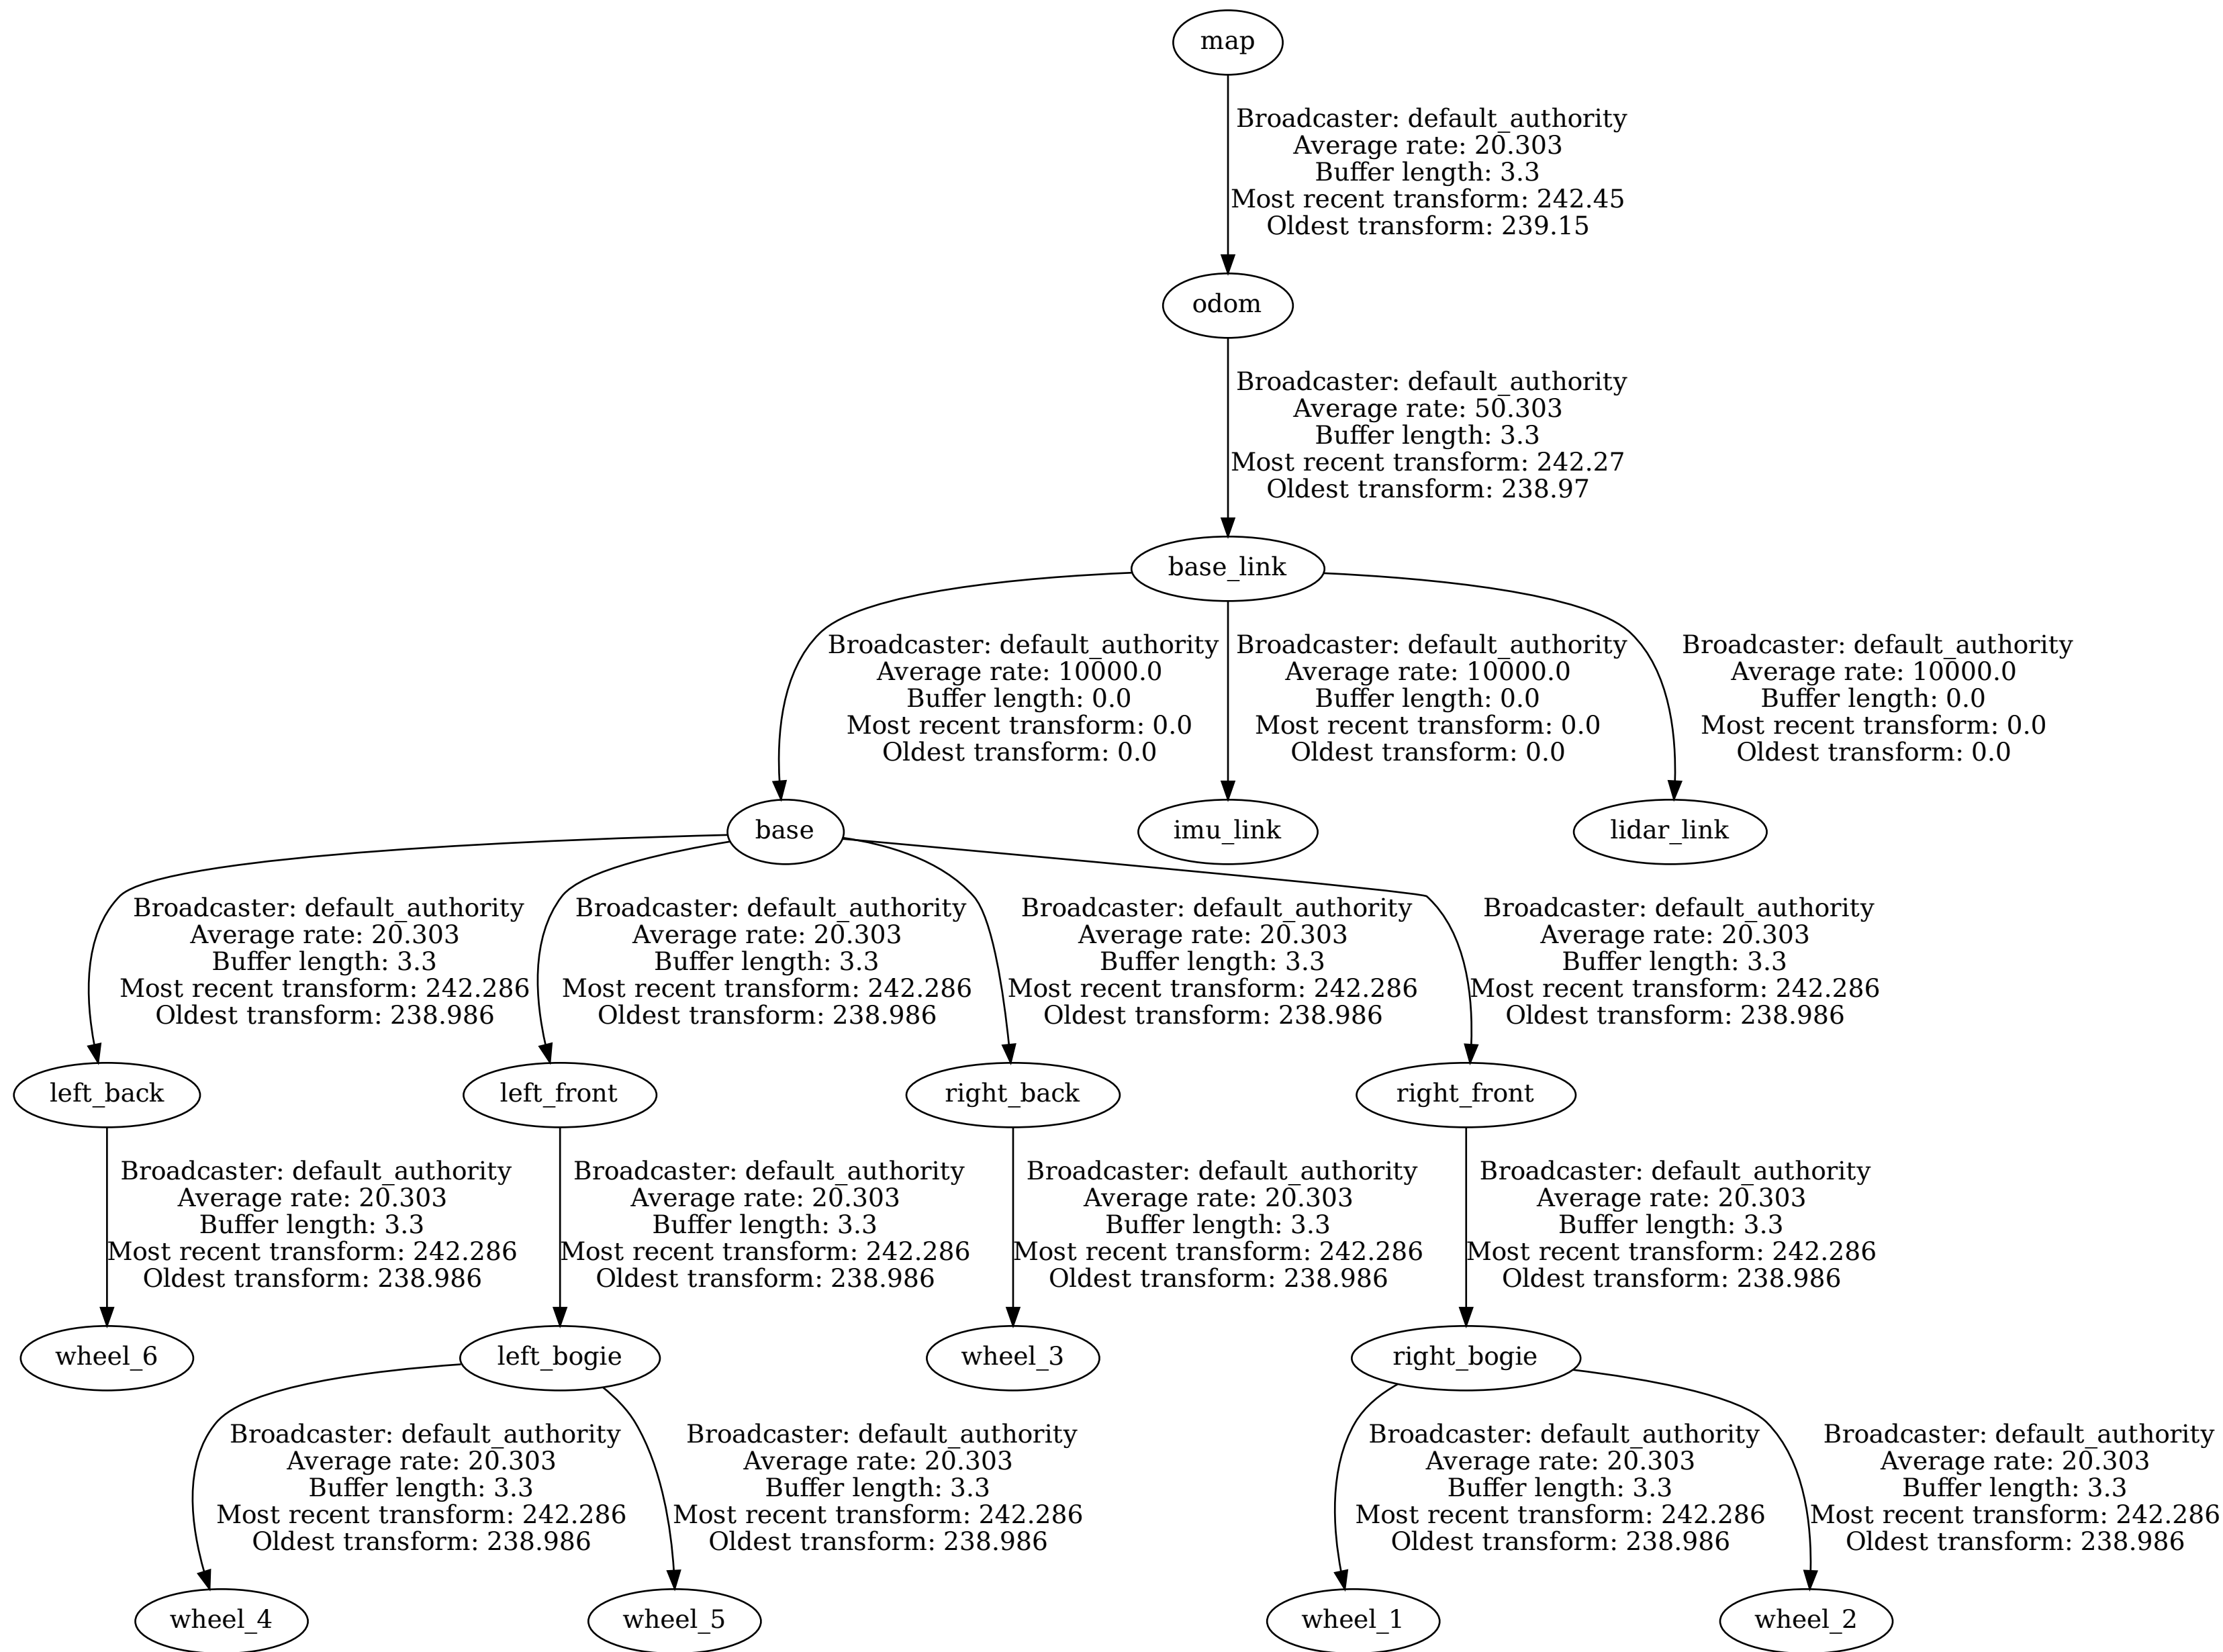 map
Broadcaster: default_authority
Average rate: 20.303
Buffer length: 3.3
Most recent transform: 242.45
Oldest transform: 239.15
odom
Broadcaster: default_authority
Average rate: 50.303
Buffer length: 3.3
Most recent transform: 242.27
Oldest transform: 238.97
base_link
Broadcaster: default_authority
Average rate: 10000.0
Buffer length: 0.0
Most recent transform: 0.0
Oldest transform: 0.0
Broadcaster: default_authority
Average rate: 10000.0
Buffer length: 0.0
Most recent transform: 0.0
Oldest transform: 0.0
Broadcaster: default_authority
Average rate: 10000.0
Buffer length: 0.0
Most recent transform: 0.0
Oldest transform: 0.0
base
imu_link
lidar_link
Broadcaster: default_authority
Average rate: 20.303
Buffer length: 3.3
Most recent transform: 242.286
Oldest transform: 238.986
Broadcaster: default_authority
Average rate: 20.303
Buffer length: 3.3
Most recent transform: 242.286
Oldest transform: 238.986
Broadcaster: default_authority
Average rate: 20.303
Buffer length: 3.3
Most recent transform: 242.286
Oldest transform: 238.986
Broadcaster: default_authority
Average rate: 20.303
Buffer length: 3.3
Most recent transform: 242.286
Oldest transform: 238.986
left_back
left_front
right_back
right_front
Broadcaster: default_authority
Average rate: 20.303
Buffer length: 3.3
Most recent transform: 242.286
Oldest transform: 238.986
Broadcaster: default_authority
Average rate: 20.303
Buffer length: 3.3
Most recent transform: 242.286
Oldest transform: 238.986
Broadcaster: default_authority
Average rate: 20.303
Buffer length: 3.3
Most recent transform: 242.286
Oldest transform: 238.986
Broadcaster: default_authority
Average rate: 20.303
Buffer length: 3.3
Most recent transform: 242.286
Oldest transform: 238.986
wheel_6
left_bogie
wheel_3
right_bogie
Broadcaster: default_authority
Average rate: 20.303
Buffer length: 3.3
Most recent transform: 242.286
Oldest transform: 238.986
Broadcaster: default_authority
Average rate: 20.303
Buffer length: 3.3
Most recent transform: 242.286
Oldest transform: 238.986
Broadcaster: default_authority
Average rate: 20.303
Buffer length: 3.3
Most recent transform: 242.286
Oldest transform: 238.986
Broadcaster: default_authority
Average rate: 20.303
Buffer length: 3.3
Most recent transform: 242.286
Oldest transform: 238.986
wheel_4
wheel_5
wheel_1
wheel_2